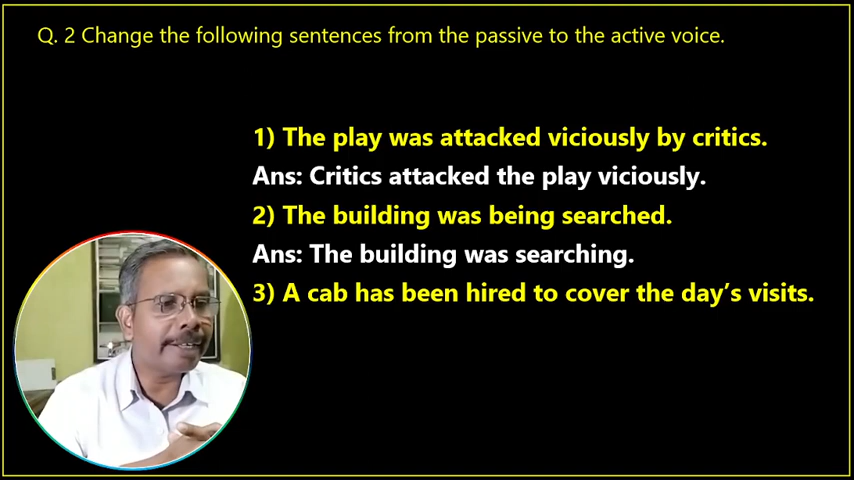 Q. 2 Change the following sentences from the passive to the active voice.
1) The play was attacked viciously by critics.
Ans: Critics attacked the play viciously.
2) The building was being searched.
Ans: The building was searching.
3) A cab has been hired to cover the day’s visits.